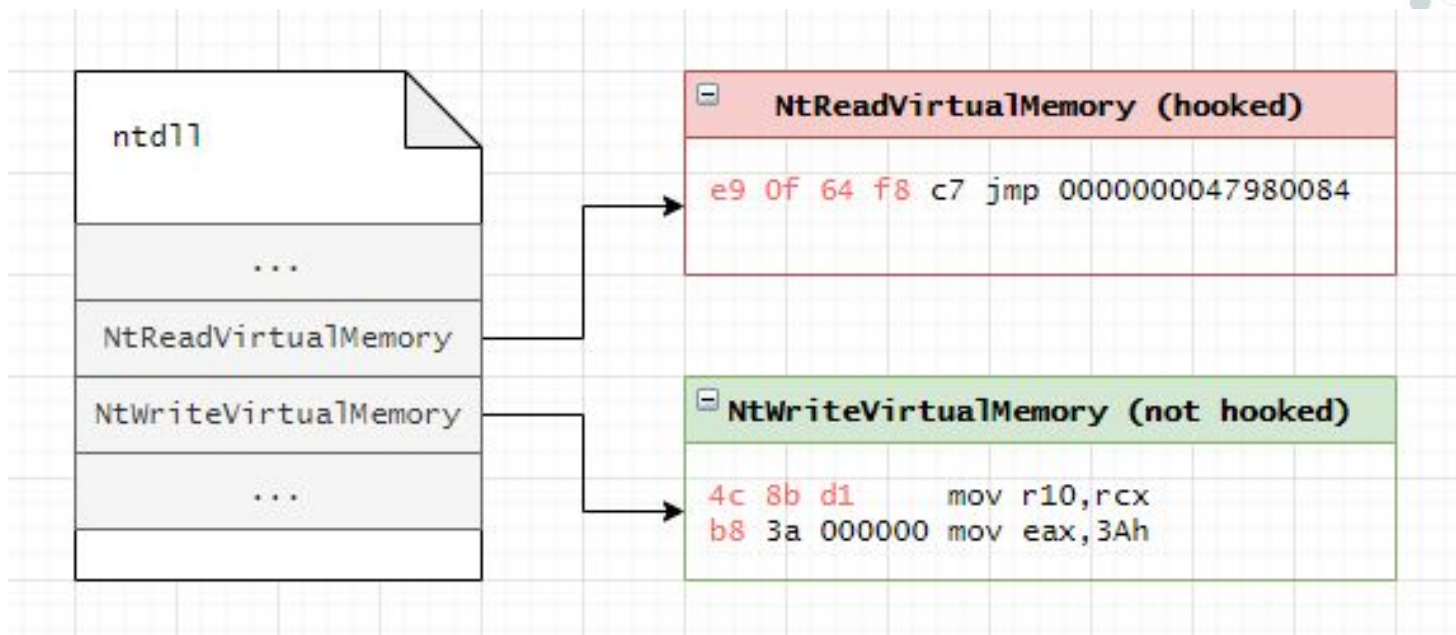 ntdll
...
NtReadVirtualMemory
NtWriteVirtualMemory
...
NtReadVirtualMemory (hooked)
e9 0f 64 f8 c7 jmp 0000000047980084
NtWriteVirtualMemory (not hooked)
4c 8b d1 mov r10,rcx
b8 3a 000000 mov eax,3Ah